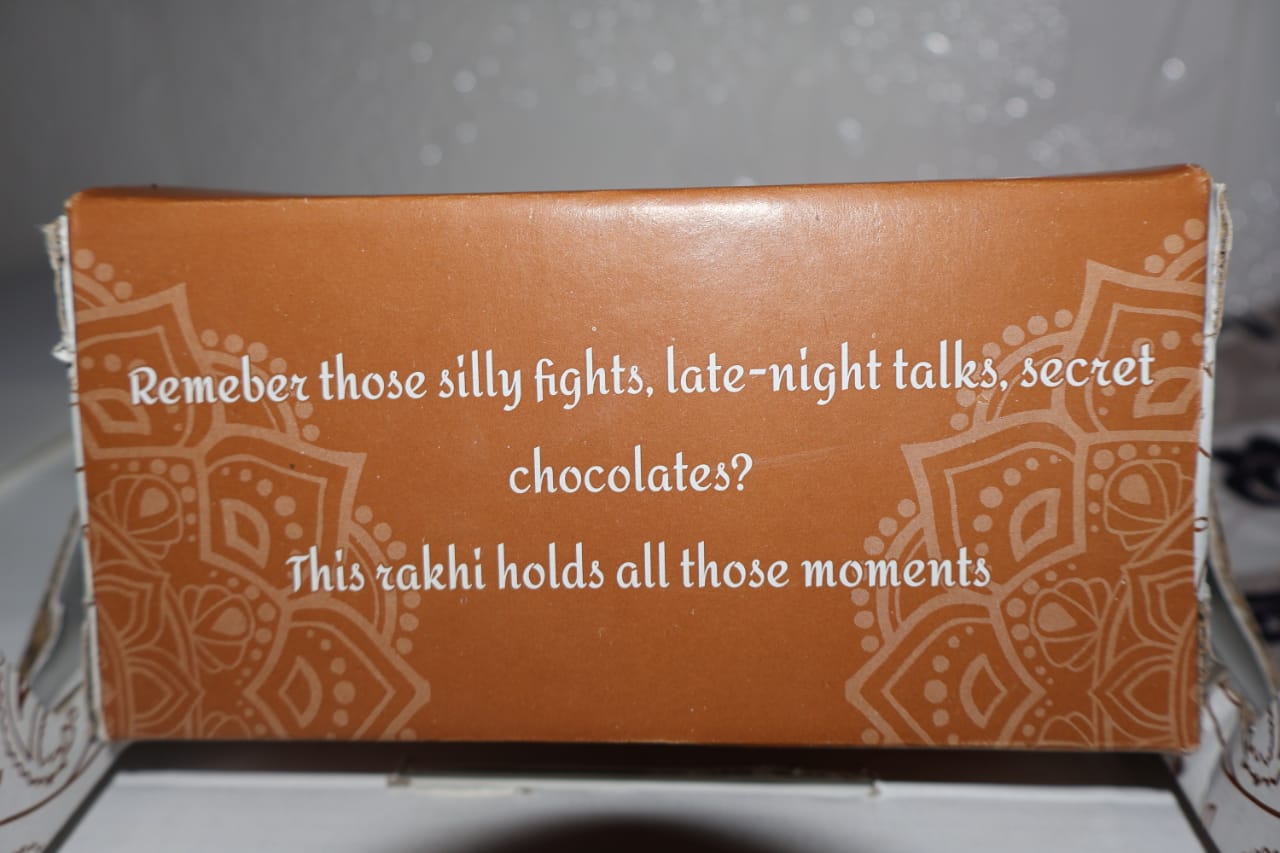 Remeber those silly fights, late-night talks, secret
chocolates?
This rakhi holds all those moments